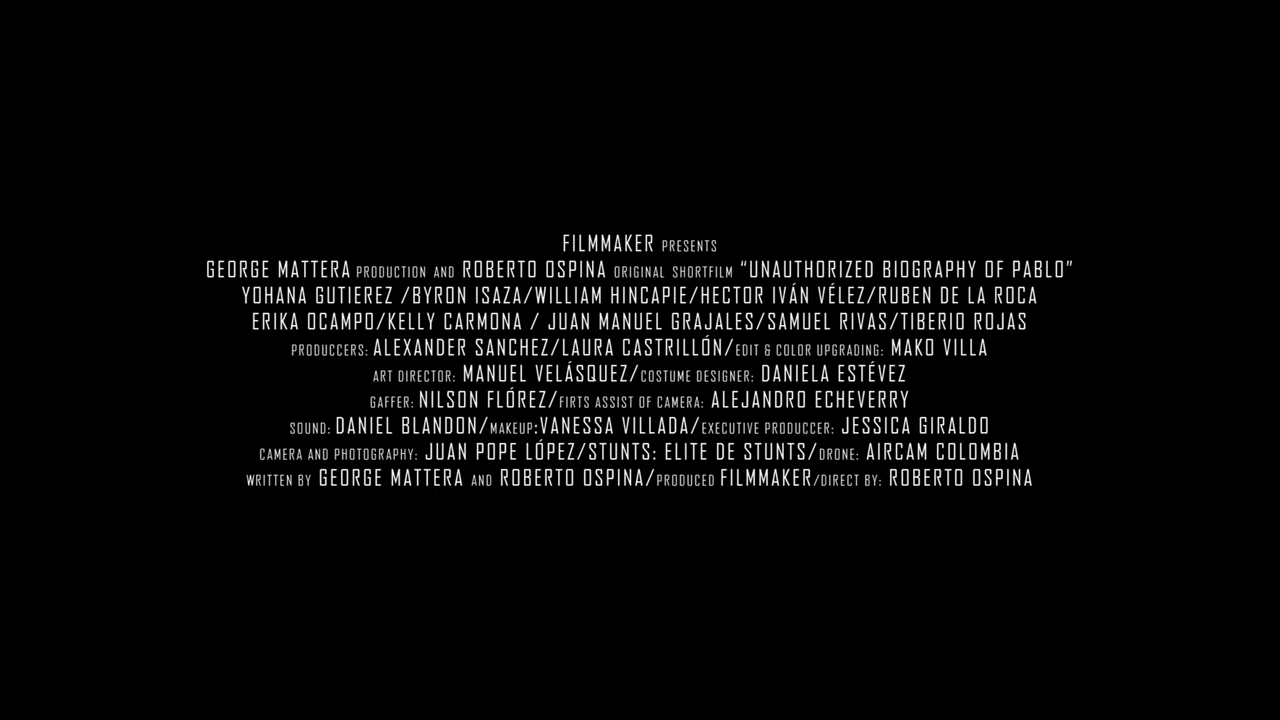 FILMMAKER PRESENTS
GEORGE MATTERA PRODUCTION AND ROBERTO OSPINA ORIGINAL SHORTFILM “UNAUTHORIZED BIOGRAPHY OF PABLO”
YOHANA GUTIEREZ /BYRON ISAZA/WILLIAM HINCAPIE/HECTOR IVÁN VÉLEZ/RUBEN DE LA ROCA
ERIKA OCAMPO/KELLY CARMONA / JUAN MANUEL GRAJALES/SAMUEL RIVAS/TIBERIO ROJAS
PRODUCCERS: ALEXANDER SANCHEZ/LAURA CASTRILLÓN/EDIT & COLOR UPGRADING: MAKO VILLA
ART DIRECTOR: MANUEL VELÁSQUEZ/COSTUME DESIGNER: DANIELA ESTÉVEZ
GAFFER: NILSON FLÓREZ/FIRTS ASSIST OF CAMERA: ALEJANDRO ECHEVERRY
SOUND: DANIEL BLANDON/MAKEUP:VANESSA VILLADA/EXECUTIVE PRODUCER: JESSICA GIRALDO
CAMERA AND PHOTOGRAPHY: JUAN POPE LÓPEZ/STUNTS: ELITE DE STUNTS/DRONE: AIRCAM COLOMBIA
WRITTEN BY GEORGE MATTERA AND ROBERTO OSPINA/PRODUCED FILMMAKER/DIRECT BY: ROBERTO OSPINA